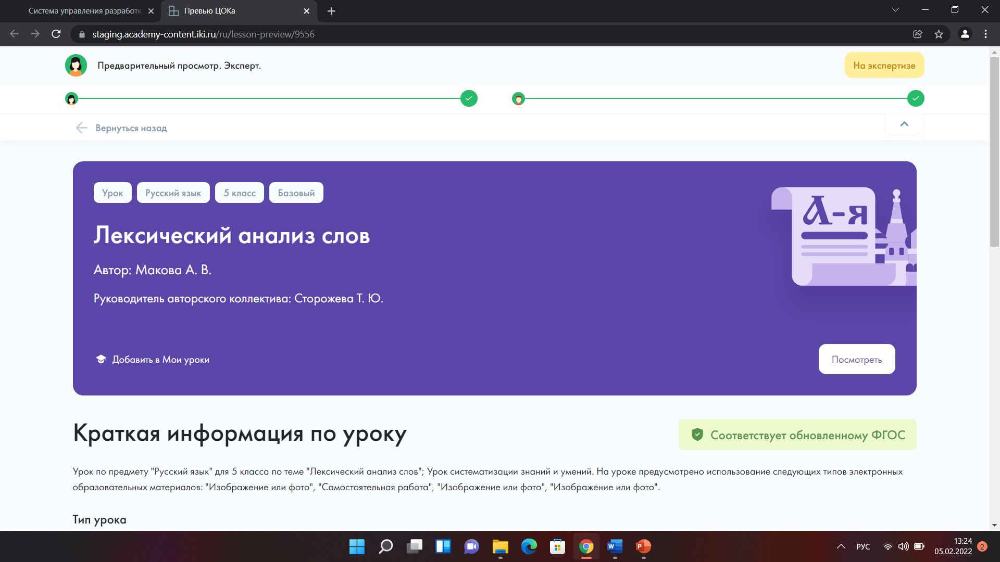 Система управления разработк
Превью ЦОКа
staging.academy-content.iki.ru/ru/lesson-preview/9556
Предварительный просмотр. Эксперт.
На экспертизе
Вернуться назад
Урок
Русский язык
5 класс
Базовый
А-я
Лексический анализ слов
Автор: Макова А. В.
Руководитель авторского коллектива: Сторожева Т. Ю.
Добавить в Мои уроки
Посмотреть
Краткая информация по уроку
Соответствует обновленному ФГОС
Урок по предмету "Русский язык" для 5 класса по теме "Лексический анализ слов"; Урок систематизации знаний и умений. На уроке предусмотрено использование следующих типов электронных
образовательных материалов: "Изображение или фото", "Самостоятельная работа", "Изображение или фото", "Изображение или фото".
Тип урока
W
P
РУС
13:24
05.02.2022
2